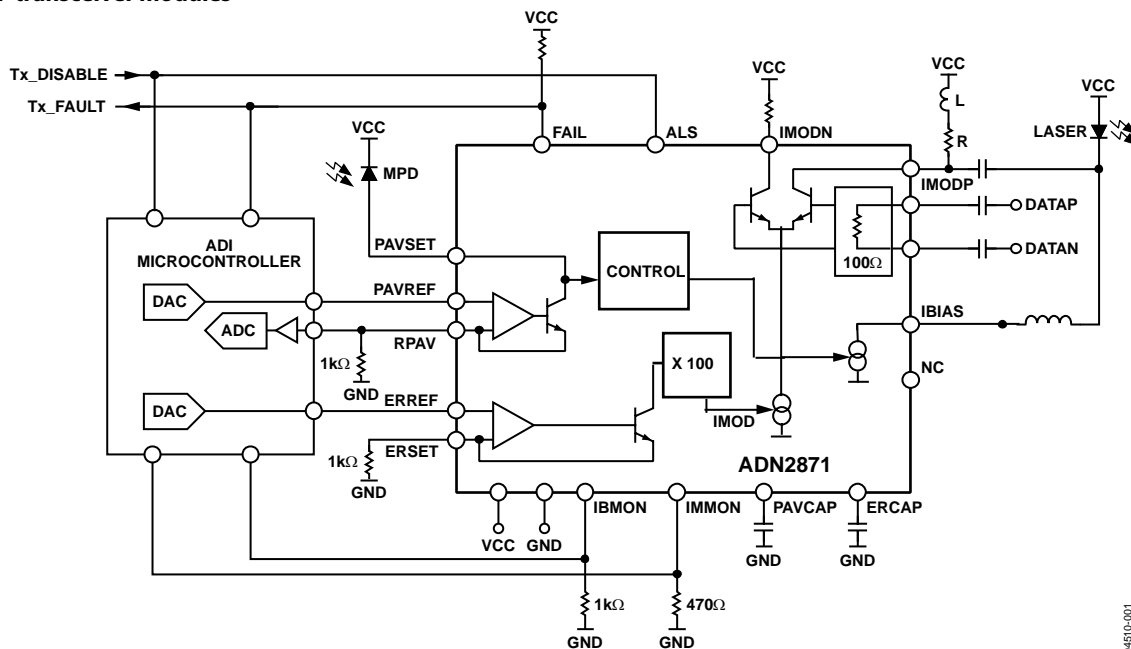 VCC
Tx_DISABLE
VCC
VCC
Tx_FAULT
L
VCC
VCC
FAIL
ALS
IMODN
LASER
R
MPD
IMODP
DATAP
ADI
MICROCONTROLLER
PAVSET
CONTROL
100Ω
DATAN
DAC
PAVREF
IBIAS
ADC
RPAV
1kΩ
GND
X 100
NC
DAC
ERREF
IMOD
1kΩ
ERSET
ADN2871
GND
IBMON
IMMON
PAVCAP
ERCAP
VCC
GND
GND
GND
1kΩ
470Ω
GND
GND